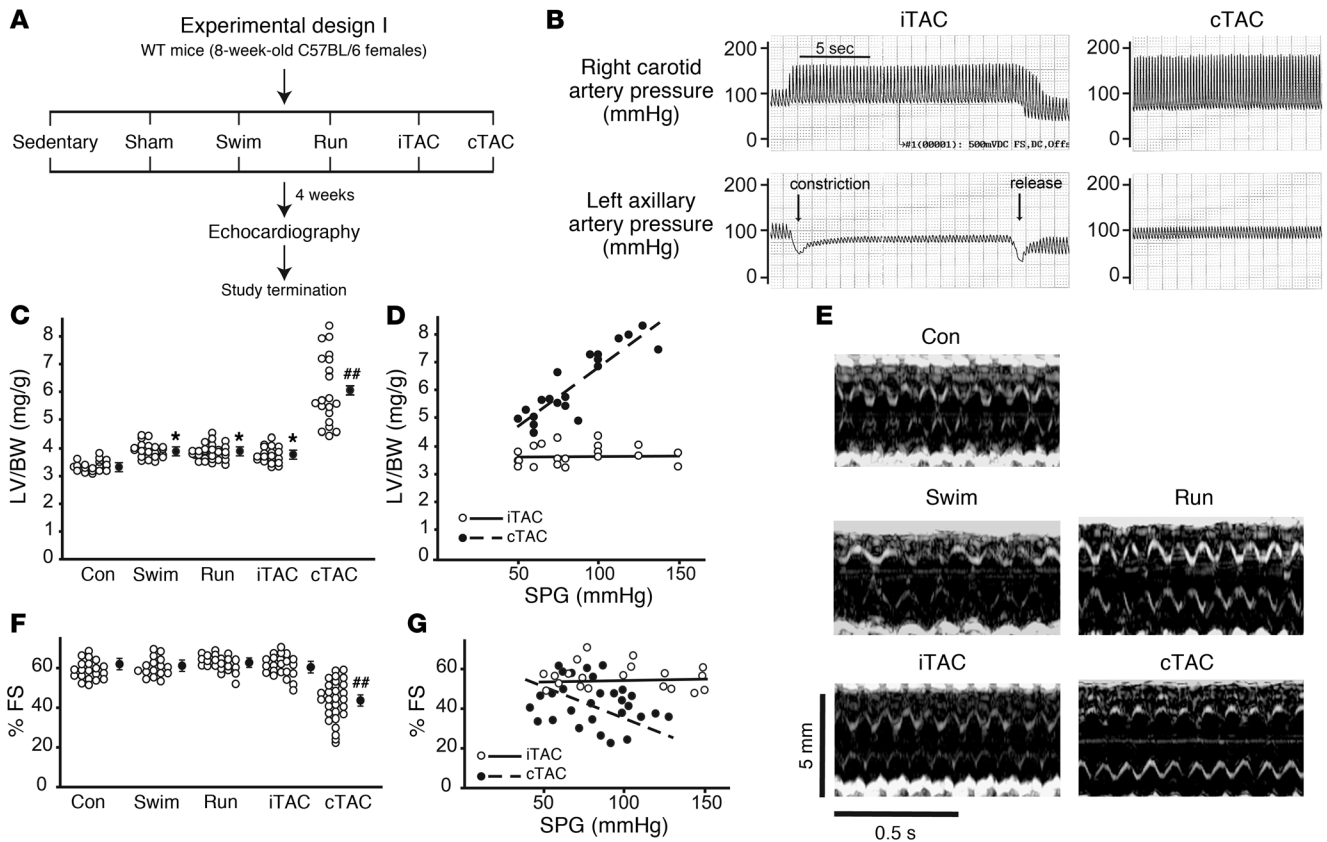 A
Experimental design I
WT mice (8-week-old C57BL/6 females)
Sedentary Sham Swim Run iTAC cTAC
4 weeks
Echocardiography
Study termination
B
iTAC cTAC
Right carotid
artery pressure
(mmHg)
200
100
0
5 sec
#1(00001): 500mVDC FS,DC,Offs
200
100
0
Left axillary
artery pressure
(mmHg)
200
100
0
constriction
release
200
100
0
C
LV/BW (mg/g)
8
7
6
5
4
3
2
1
0
* * * ##
Con Swim Run iTAC cTAC
D
LV/BW (mg/g)
8
7
6
5
4
3
2
1
0
iTAC
cTAC
50 100 150
SPG (mmHg)
E
Con
Swim Run
iTAC cTAC
5 mm
0.5 s
F
% FS
60
40
20
0
##
Con Swim Run iTAC cTAC
G
% FS
60
40
20
0
iTAC
cTAC
50 100 150
SPG (mmHg)